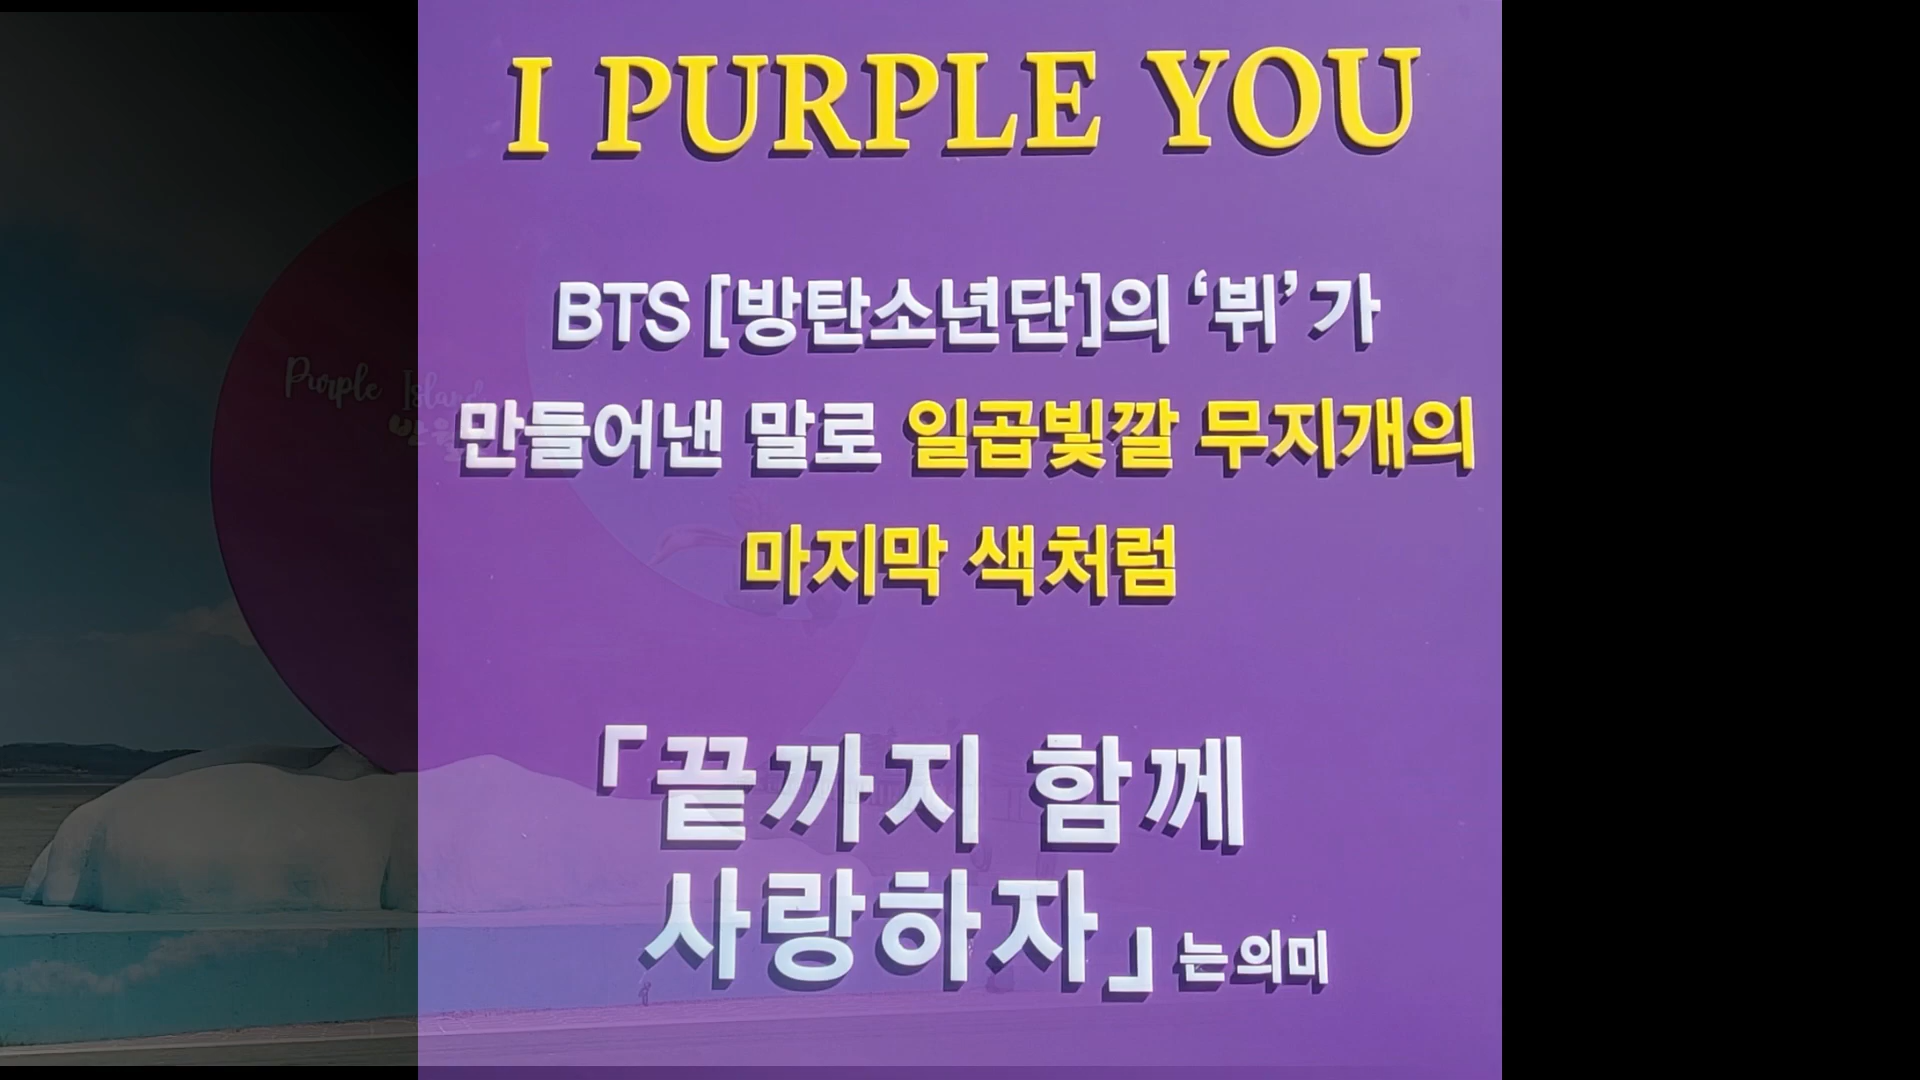 I PURPLE YOU
BTS [방탄소년단]의 ‘뷔’가
만들어낸 말로 일곱빛깔 무지개의
마지막 색처럼
「끝까지 함께
사랑하자」는 의미
Purple Island